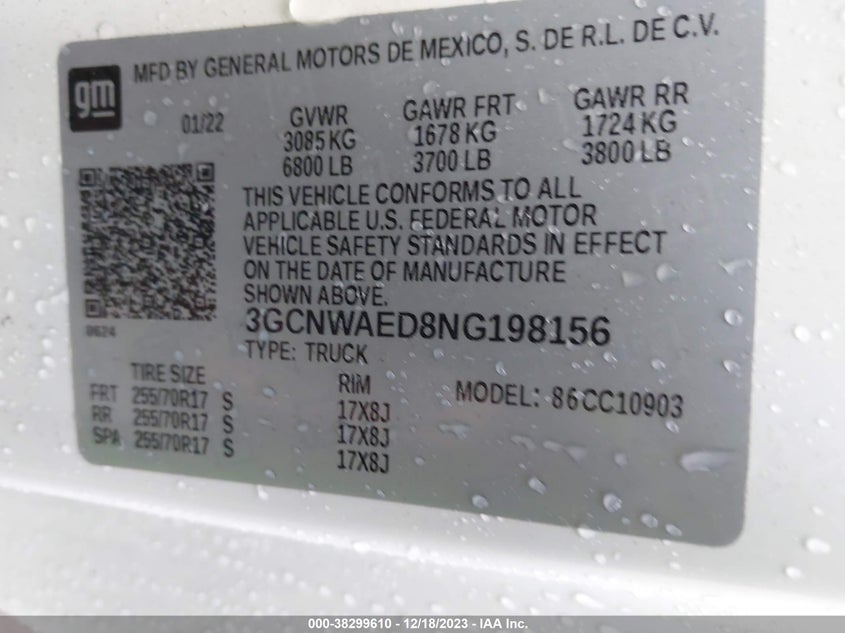 MFD BY GENERAL MOTORS DE MEXICO, S. DE R.L. DE C.V.
gm
01/22 GVWR GAWR FRT GAWR RR
3085 KG 1678 KG 1724 KG
6800 LB 3700 LB 3800 LB
THIS VEHICLE CONFORMS TO ALL
APPLICABLE U.S. FEDERAL MOTOR
VEHICLE SAFETY STANDARDS IN EFFECT
ON THE DATE OF MANUFACTURE
SHOWN ABOVE.
0624
3GCNWAED8NG198156
TYPE: TRUCK
TIRE SIZE RIM MODEL: 86CC10903
FRT 255/70R17 S 17X8J
RR 255/70R17 S 17X8J
SPA 255/70R17 S 17X8J
000-38299610 - 12/18/2023 - IAA Inc.